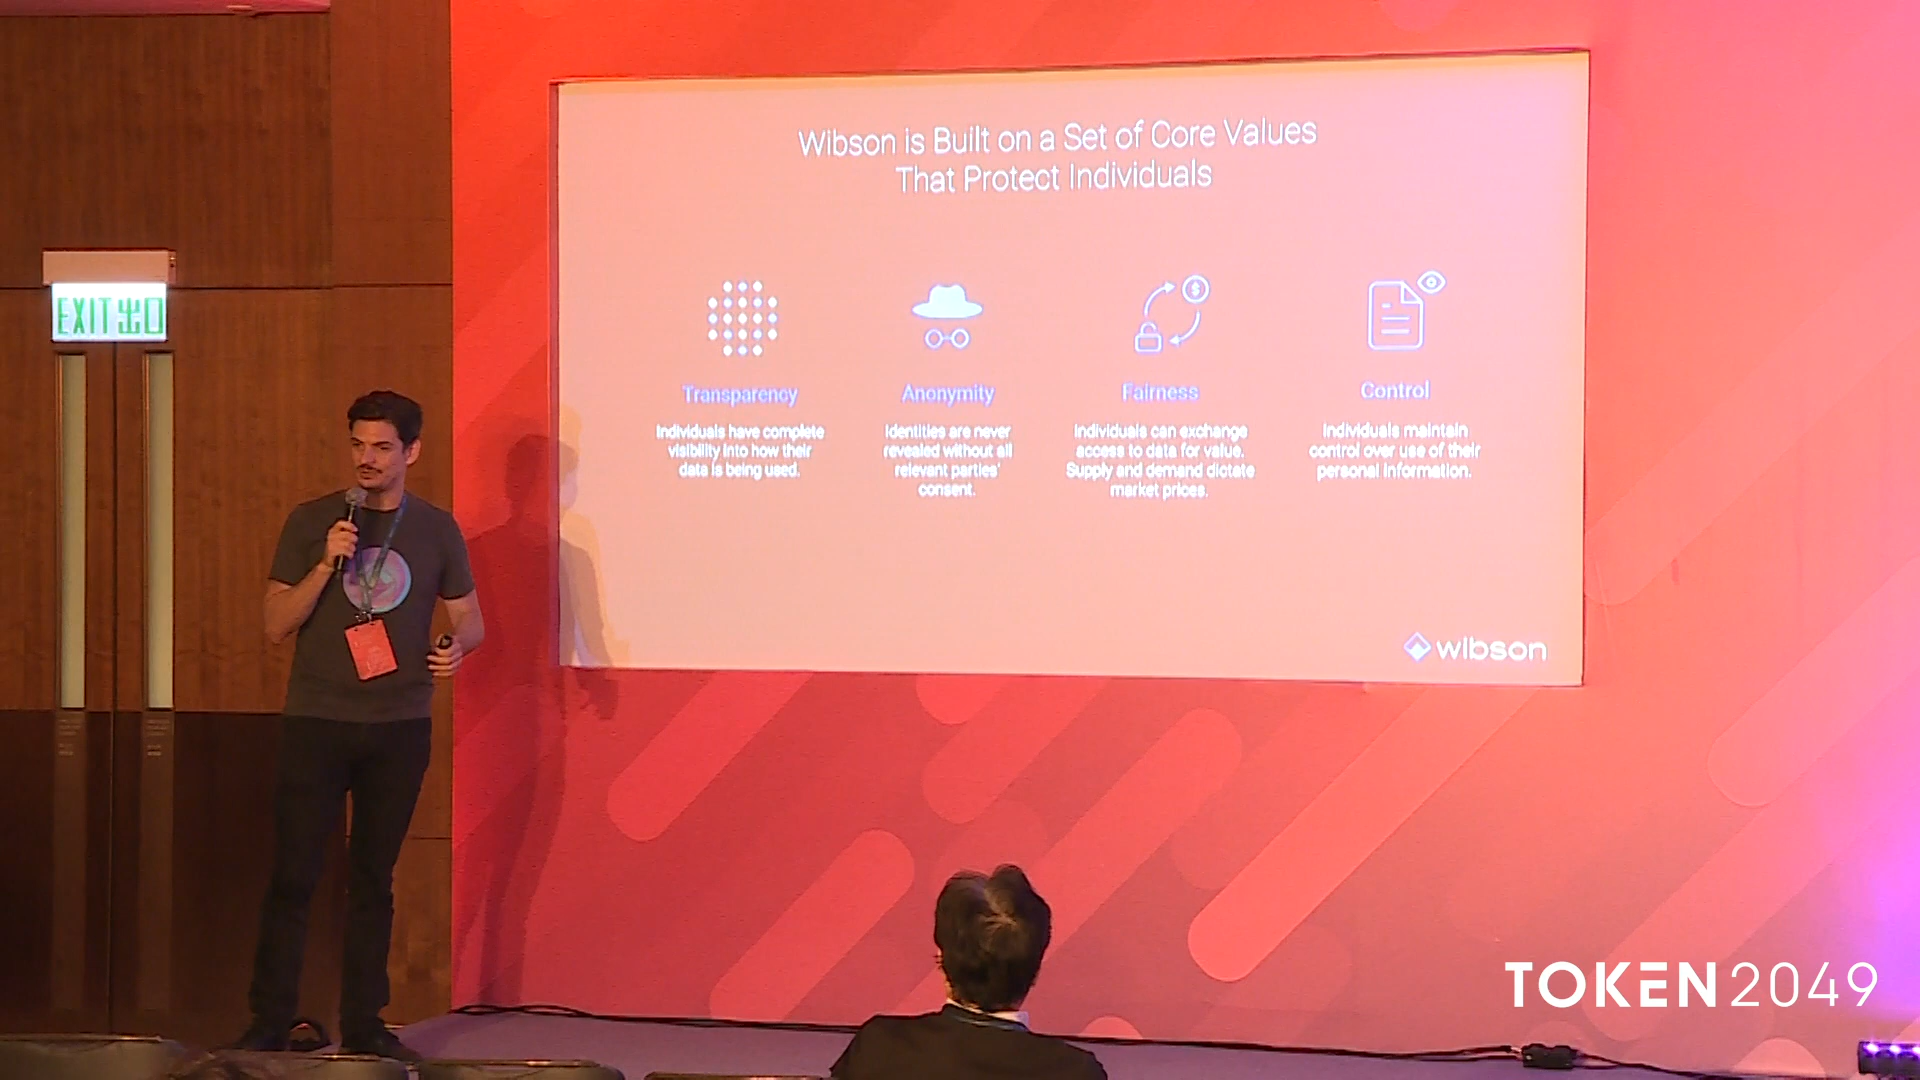 Wibson is Built on a Set of Core Values
That Protect Individuals
EXIT 出口
Transparency
Individuals have complete
visibility into how their
data is being used.
Anonymity
Identities are never
revealed without all
relevant parties'
consent.
$
Fairness
Individuals can exchange
access to data for value.
Supply and demand dictate
market prices.
Control
Individuals maintain
control over use of their
personal information.
wibson
TOKEN2049